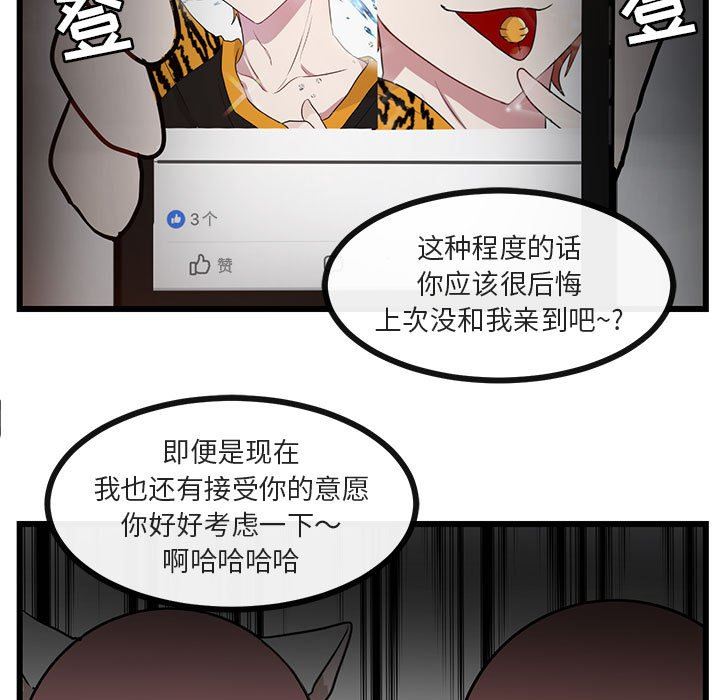 登
登
3个
赞
这种程度的话
你应该很后悔
上次没和我亲到吧~?
即便是现在
我也还有接受你的意愿
你好好考虑一下～
啊哈哈哈哈